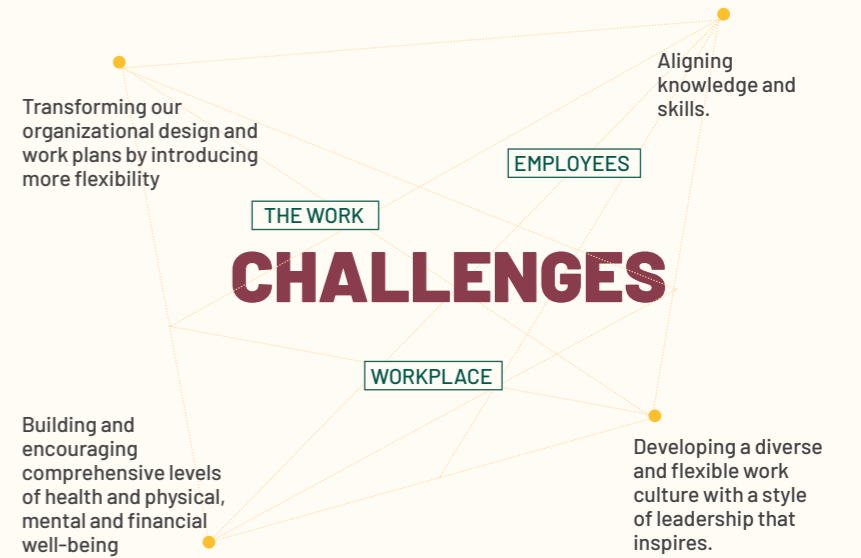 Aligning
knowledge and
skills.
Transforming our
organizational design and
work plans by introducing
more flexibility
EMPLOYEES
THE WORK
CHALLENGES
WORKPLACE
Building and
encouraging
comprehensive levels
of health and physical,
mental and financial
well-being
Developing a diverse
and flexible work
culture with a style
of leadership that
inspires.